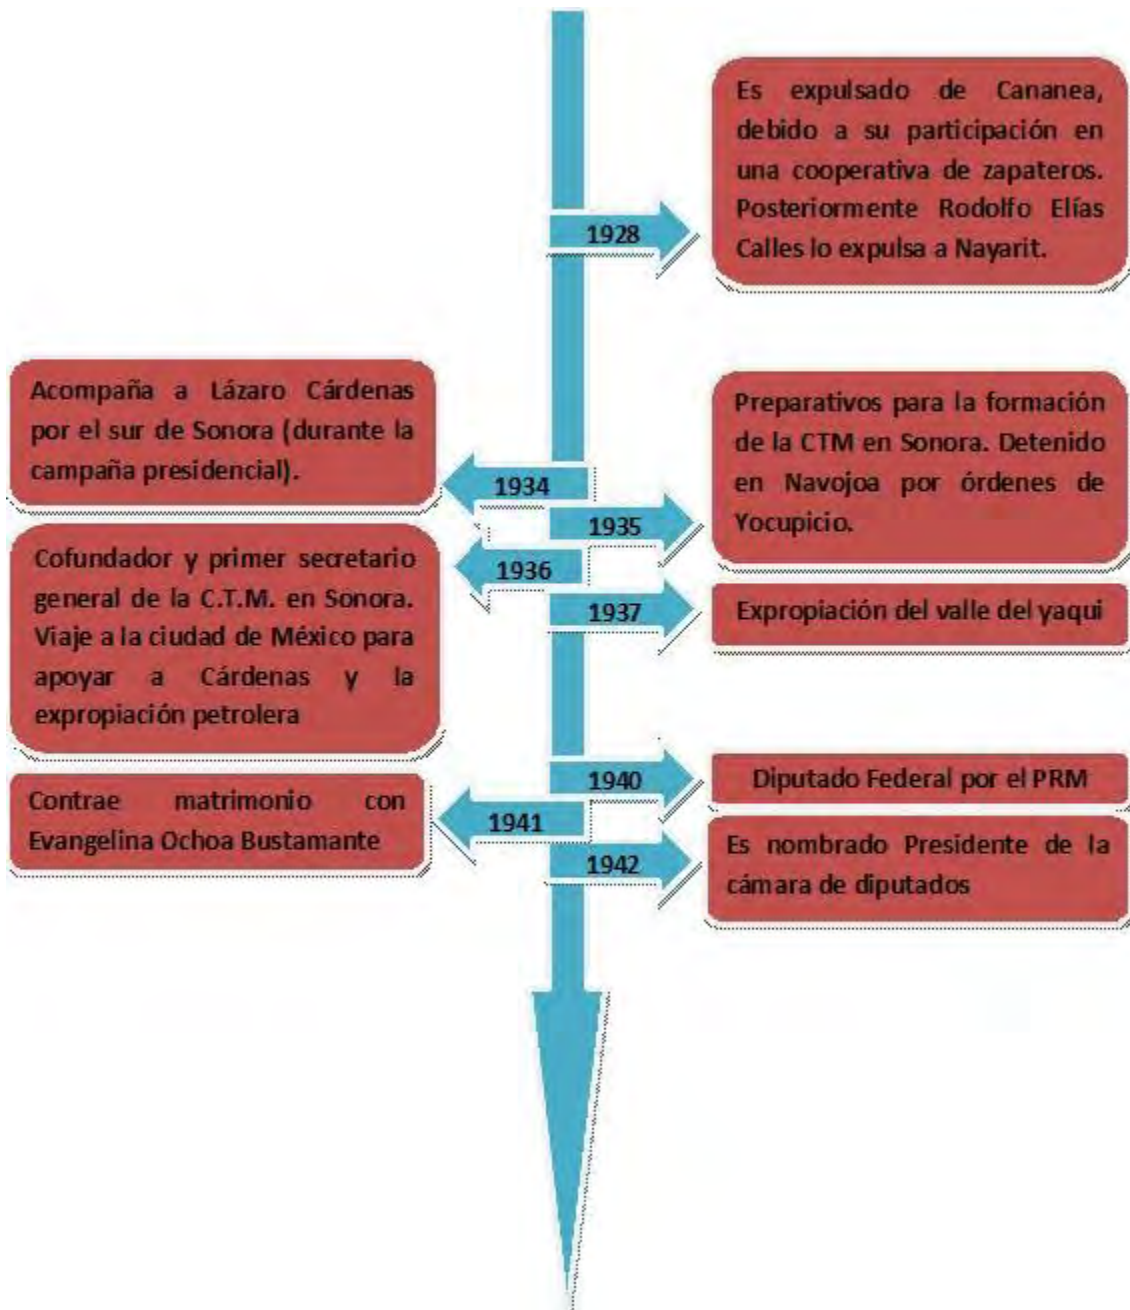 Es expulsado de Cananea,
debido a su participación en
una cooperativa de zapateros.
Posteriormente Rodolfo Elías
Calles lo expulsa a Nayarit.
1928
Acompaña a Lázaro Cárdenas
por el sur de Sonora (durante la
campaña presidencial).
1934
Preparativos para la formación
de la CTM en Sonora. Detenido
en Navojoa por órdenes de
Yocupicio.
1935
Cofundador y primer secretario
general de la C.T.M. en Sonora.
Viaje a la ciudad de México para
apoyar a Cárdenas y la
expropiación petrolera
1936
1937
Expropiación del valle del yaqui
1940
Diputado Federal por el PRM
Contrae matrimonio con
Evangelina Ochoa Bustamante
1941
1942
Es nombrado Presidente de la
cámara de diputados